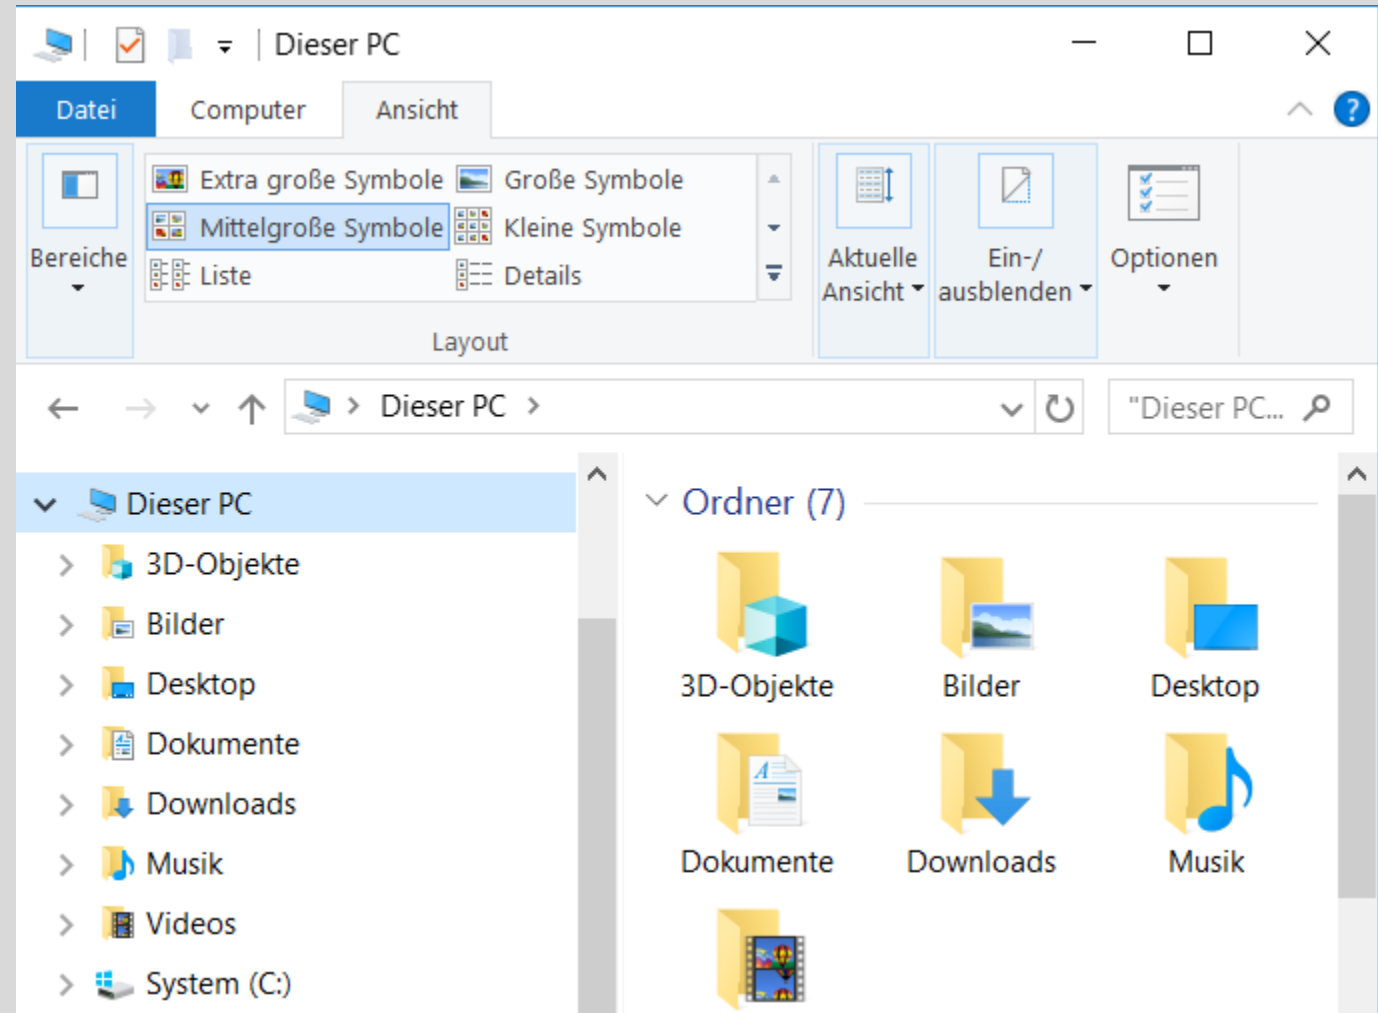 Dieser PC
Datei Computer Ansicht
Extra große Symbole Große Symbole
Mittelgroße Symbole Kleine Symbole
Liste Details
Bereiche
Layout
Aktuelle
Ansicht
Ein-/
ausblenden
Optionen
Dieser PC
"Dieser PC...
Dieser PC
3D-Objekte
Bilder
Desktop
Dokumente
Downloads
Musik
Videos
System (C:)
Ordner (7)
3D-Objekte Bilder Desktop
Dokumente Downloads Musik